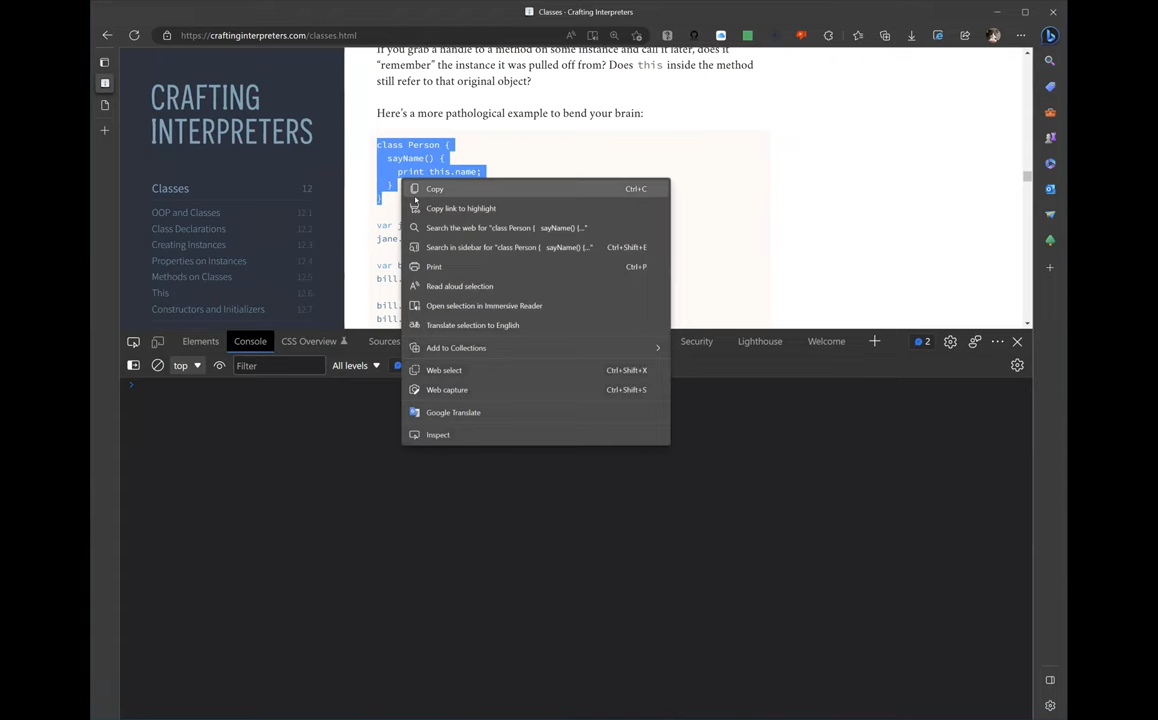 Classes - Crafting Interpreters
https://craftinginterpreters.com/classes.html
If you grab a handle to a method on some instance and call it later, does it
“remember” the instance it was pulled off from? Does this inside the method
still refer to that original object?
Here's a more pathological example to bend your brain:
CRAFTING
INTERPRETERS
Classes 12
OOP and Classes 12.1
Class Declarations 12.2
Creating Instances 12.3
Properties on Instances 12.4
Methods on Classes 12.5
This 12.6
Constructors and Initializers 12.7
class Person {
sayName() {
print this.name;
}
}
var j
jane.
var b
bill.
bill.
bill.
Copy Ctrl+C
Copy link to highlight
Search the web for "class Person { sayName() {..."
Search in sidebar for "class Person { sayName() {..." Ctrl+Shift+E
Print Ctrl+P
Read aloud selection
Open selection in Immersive Reader
Translate selection to English
Add to Collections
Web select Ctrl+Shift+X
Web capture Ctrl+Shift+S
Google Translate
Inspect
Elements Console CSS Overview Sources Security Lighthouse Welcome 2
top Filter All levels